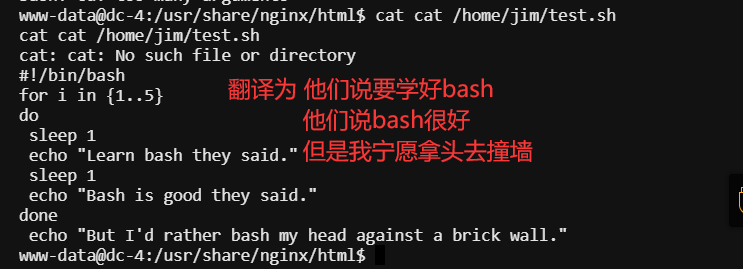 www-data@dc-4:/usr/share/nginx/html$ cat cat /home/jim/test.sh
cat cat /home/jim/test.sh
cat: cat: No such file or directory
#!/bin/bash
for i in {1..5}
翻译为 他们说要学好bash
do
他们说bash很好
sleep 1
echo "Learn bash they said."
但是我宁愿拿头去撞墙
sleep 1
echo "Bash is good they said."
done
echo "But I'd rather bash my head against a brick wall."
www-data@dc-4:/usr/share/nginx/html$